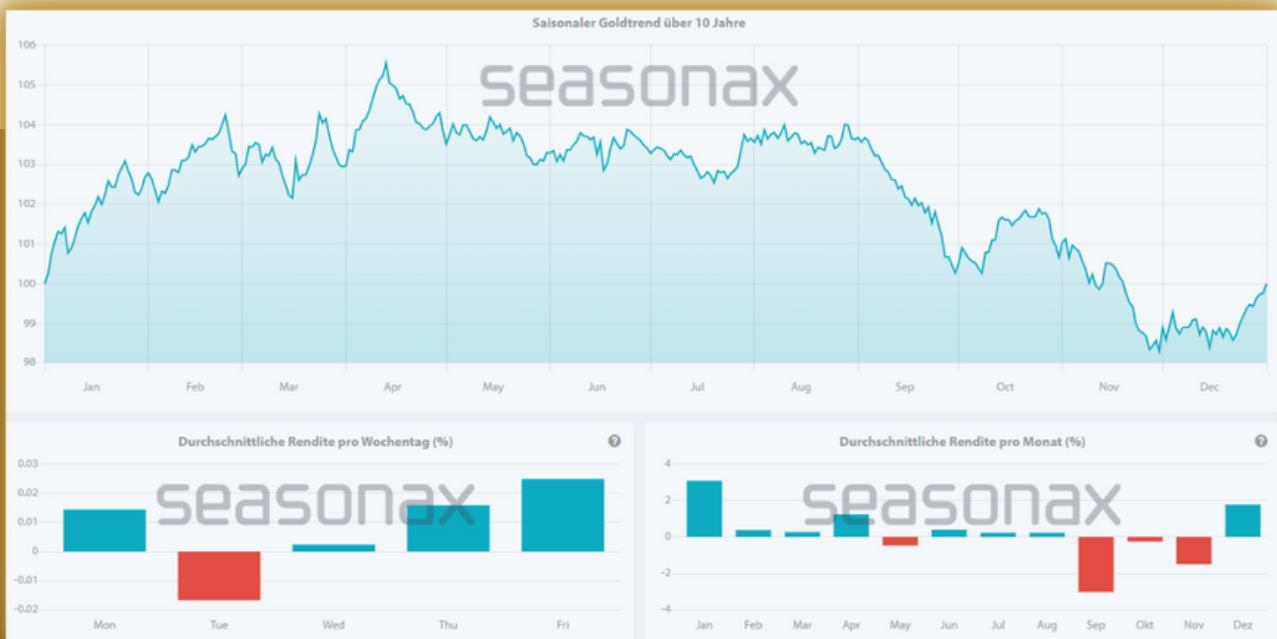 Saisonaler Goldtrend über 10 Jahre
seasonax
106
105
104
103
102
101
100
99
98
Jan Feb Mar Apr May Jun Jul Aug Sep Oct Nov Dec
Durchschnittliche Rendite pro Wochentag (%) ?
seasonax
0.03
0.02
0.01
0
-0.01
-0.02
Mon Tue Wed Thu Fri
Durchschnittliche Rendite pro Monat (%) ?
seasonax
4
2
0
-2
-4
Jan Feb Mar Apr May Jun Jul Aug Sep Okt Nov Dez